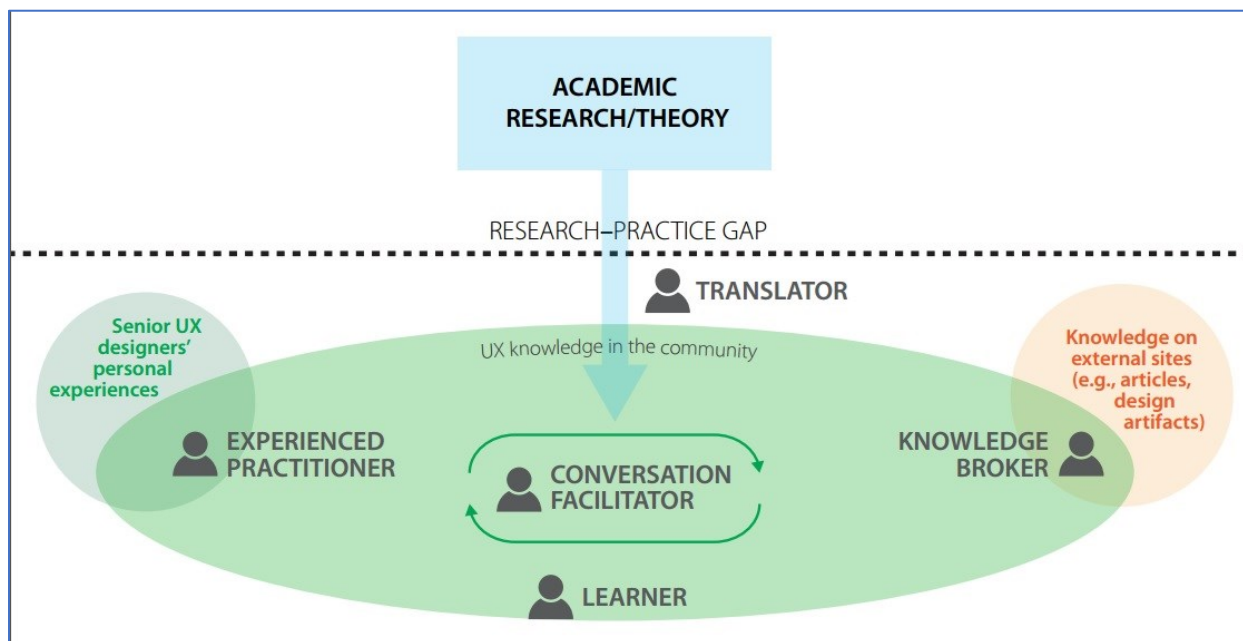 ACADEMIC
RESEARCH/THEORY
RESEARCH–PRACTICE GAP
TRANSLATOR
Senior UX
designers’
personal
experiences
UX knowledge in the community
Knowledge on
external sites
(e.g., articles,
design
artifacts)
EXPERIENCED
PRACTITIONER
CONVERSATION
FACILITATOR
KNOWLEDGE
BROKER
LEARNER